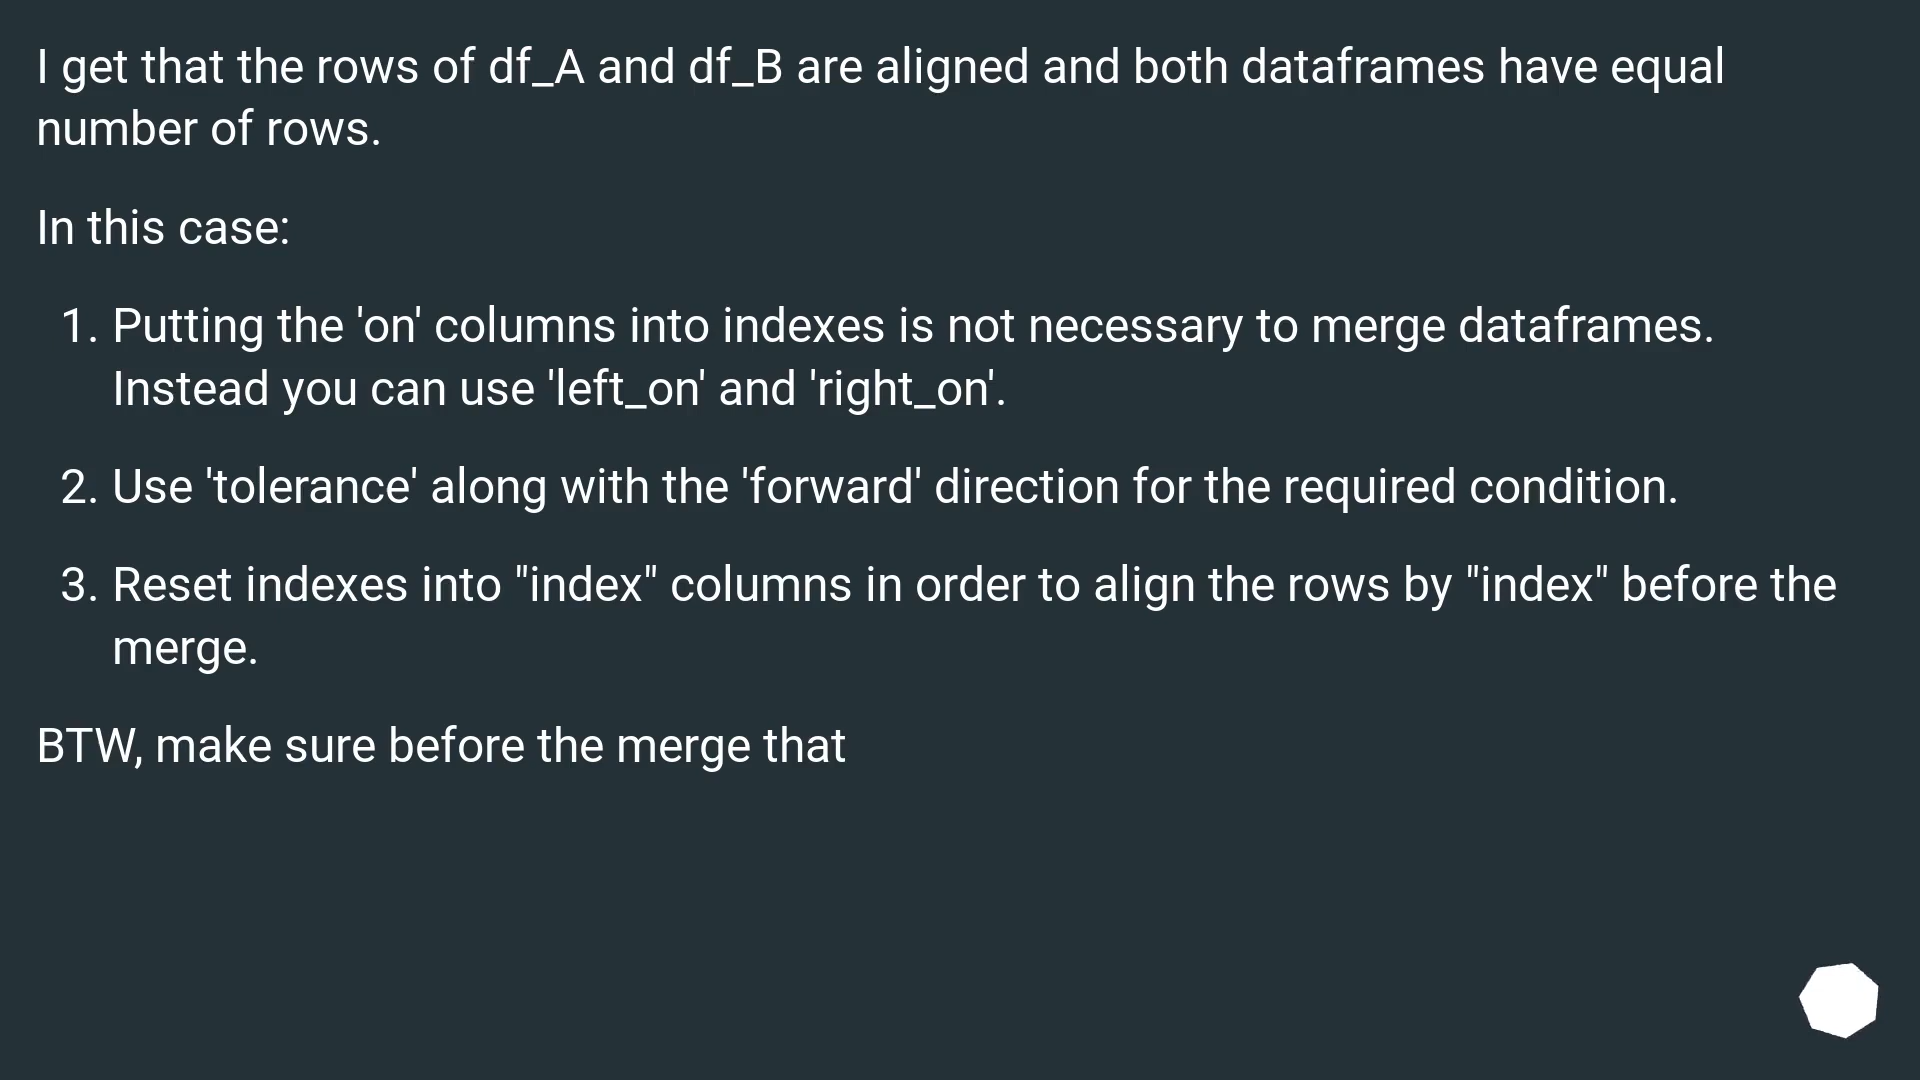 I get that the rows of df_A and df_B are aligned and both dataframes have equal
number of rows.
In this case:
1. Putting the 'on' columns into indexes is not necessary to merge dataframes.
Instead you can use 'left_on' and 'right_on'.
2. Use 'tolerance' along with the 'forward' direction for the required condition.
3. Reset indexes into "index" columns in order to align the rows by "index" before the
merge.
BTW, make sure before the merge that